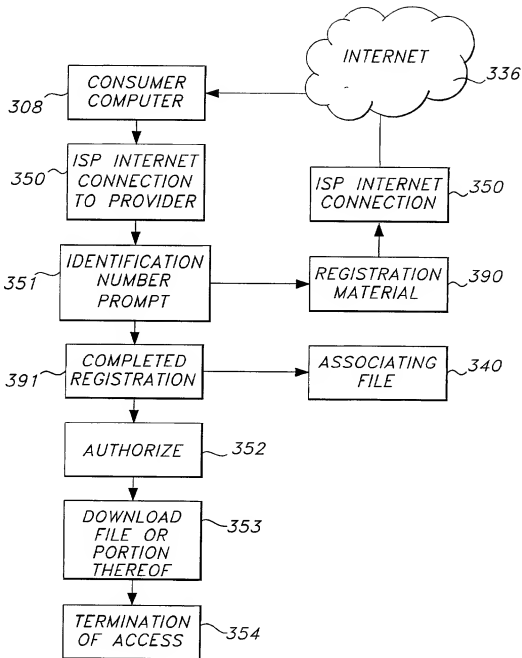 INTERNET
336
CONSUMER
COMPUTER
308
ISP INTERNET
CONNECTION
TO PROVIDER
350
ISP INTERNET
CONNECTION
350
IDENTIFICATION
NUMBER
PROMPT
351
REGISTRATION
MATERIAL
390
COMPLETED
REGISTRATION
391
ASSOCIATING
FILE
340
AUTHORIZE
352
DOWNLOAD
FILE OR
PORTION
THEREOF
353
TERMINATION
OF ACCESS
354